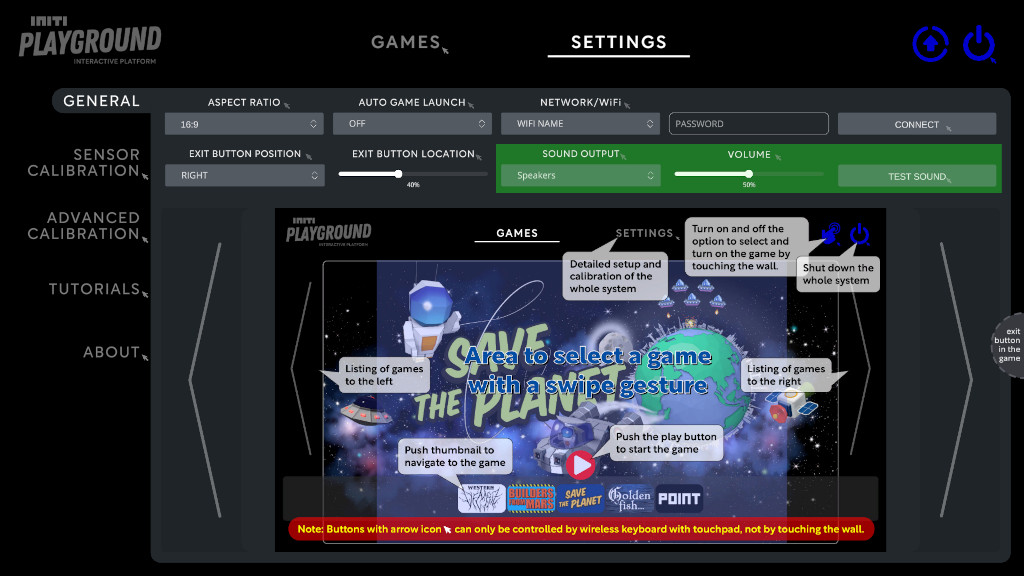 INITI
PLAYGROUND
INTERACTIVE PLATFORM
GAMES
SETTINGS
GENERAL
SENSOR
CALIBRATION
ADVANCED
CALIBRATION
TUTORIALS
ABOUT
ASPECT RATIO
AUTO GAME LAUNCH
NETWORK/WiFi
16:9
OFF
WIFI NAME
PASSWORD
CONNECT
EXIT BUTTON POSITION
EXIT BUTTON LOCATION
SOUND OUTPUT
VOLUME
RIGHT
40%
Speakers
50%
TEST SOUND
INITI
PLAYGROUND
INTERACTIVE PLATFORM
GAMES
SETTINGS
Turn on and off the
option to select and
turn on the game by
touching the wall.
Detailed setup and
calibration of the
whole system
Shut down the
whole system
SAVE
THE PLANET
Area to select a game
with a swipe gesture
Listing of games
to the left
Listing of games
to the right
Push thumbnail to
navigate to the game
Push the play button
to start the game
WESTERN
BUILDERS
FROM MARS
SAVE
THE PLANET
Golden
fish...
POINT
Note: Buttons with arrow icon can only be controlled by wireless keyboard with touchpad, not by touching the wall.
exit
button
in the
game